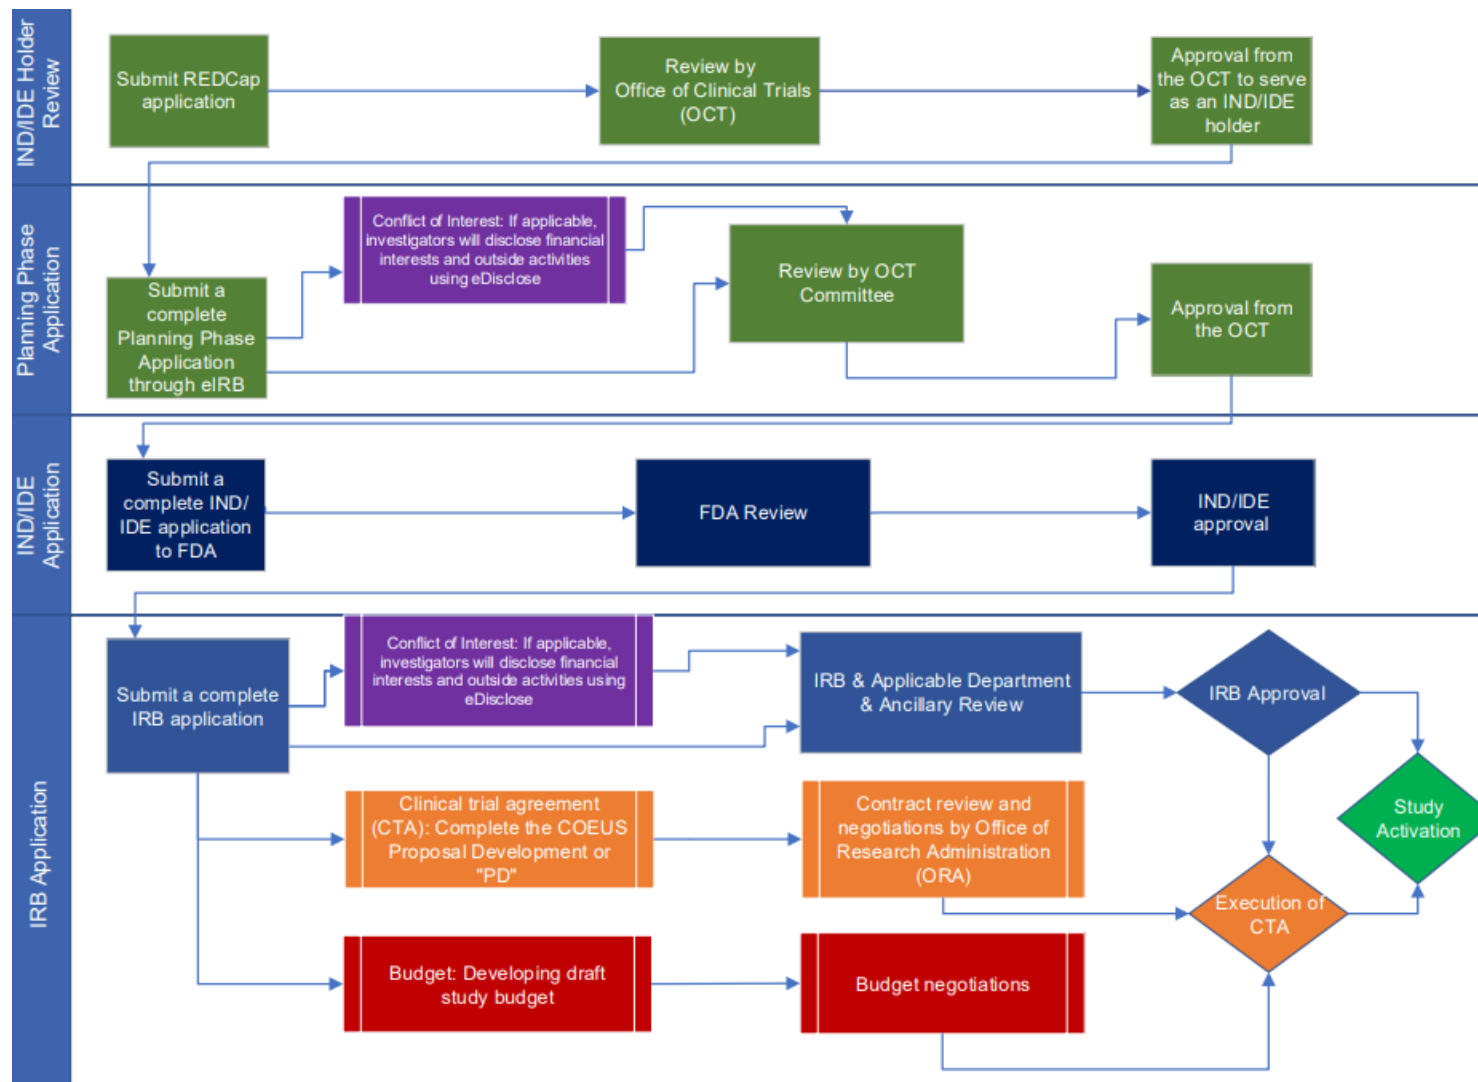 IND/IDE Holder
Review
Submit REDCap
application
Review by
Office of Clinical Trials
(OCT)
Approval from
the OCT to serve
as an IND/IDE
holder
Planning Phase
Application
Submit a
complete
Planning Phase
Application
through eIRB
Conflict of Interest: If applicable,
investigators will disclose financial
interests and outside activities
using eDisclose
Review by OCT
Committee
Approval from
the OCT
IND/IDE
Application
Submit a
complete IND/
IDE application
to FDA
FDA Review
IND/IDE
approval
IRB Application
Submit a complete
IRB application
Conflict of Interest: If applicable,
investigators will disclose financial
interests and outside activities using
eDisclose
IRB & Applicable Department
& Ancillary Review
IRB Approval
Clinical trial agreement
(CTA): Complete the COEUS
Proposal Development or
"PD"
Contract review and
negotiations by Office of
Research Administration
(ORA)
Execution of
CTA
Study
Activation
Budget: Developing draft
study budget
Budget negotiations